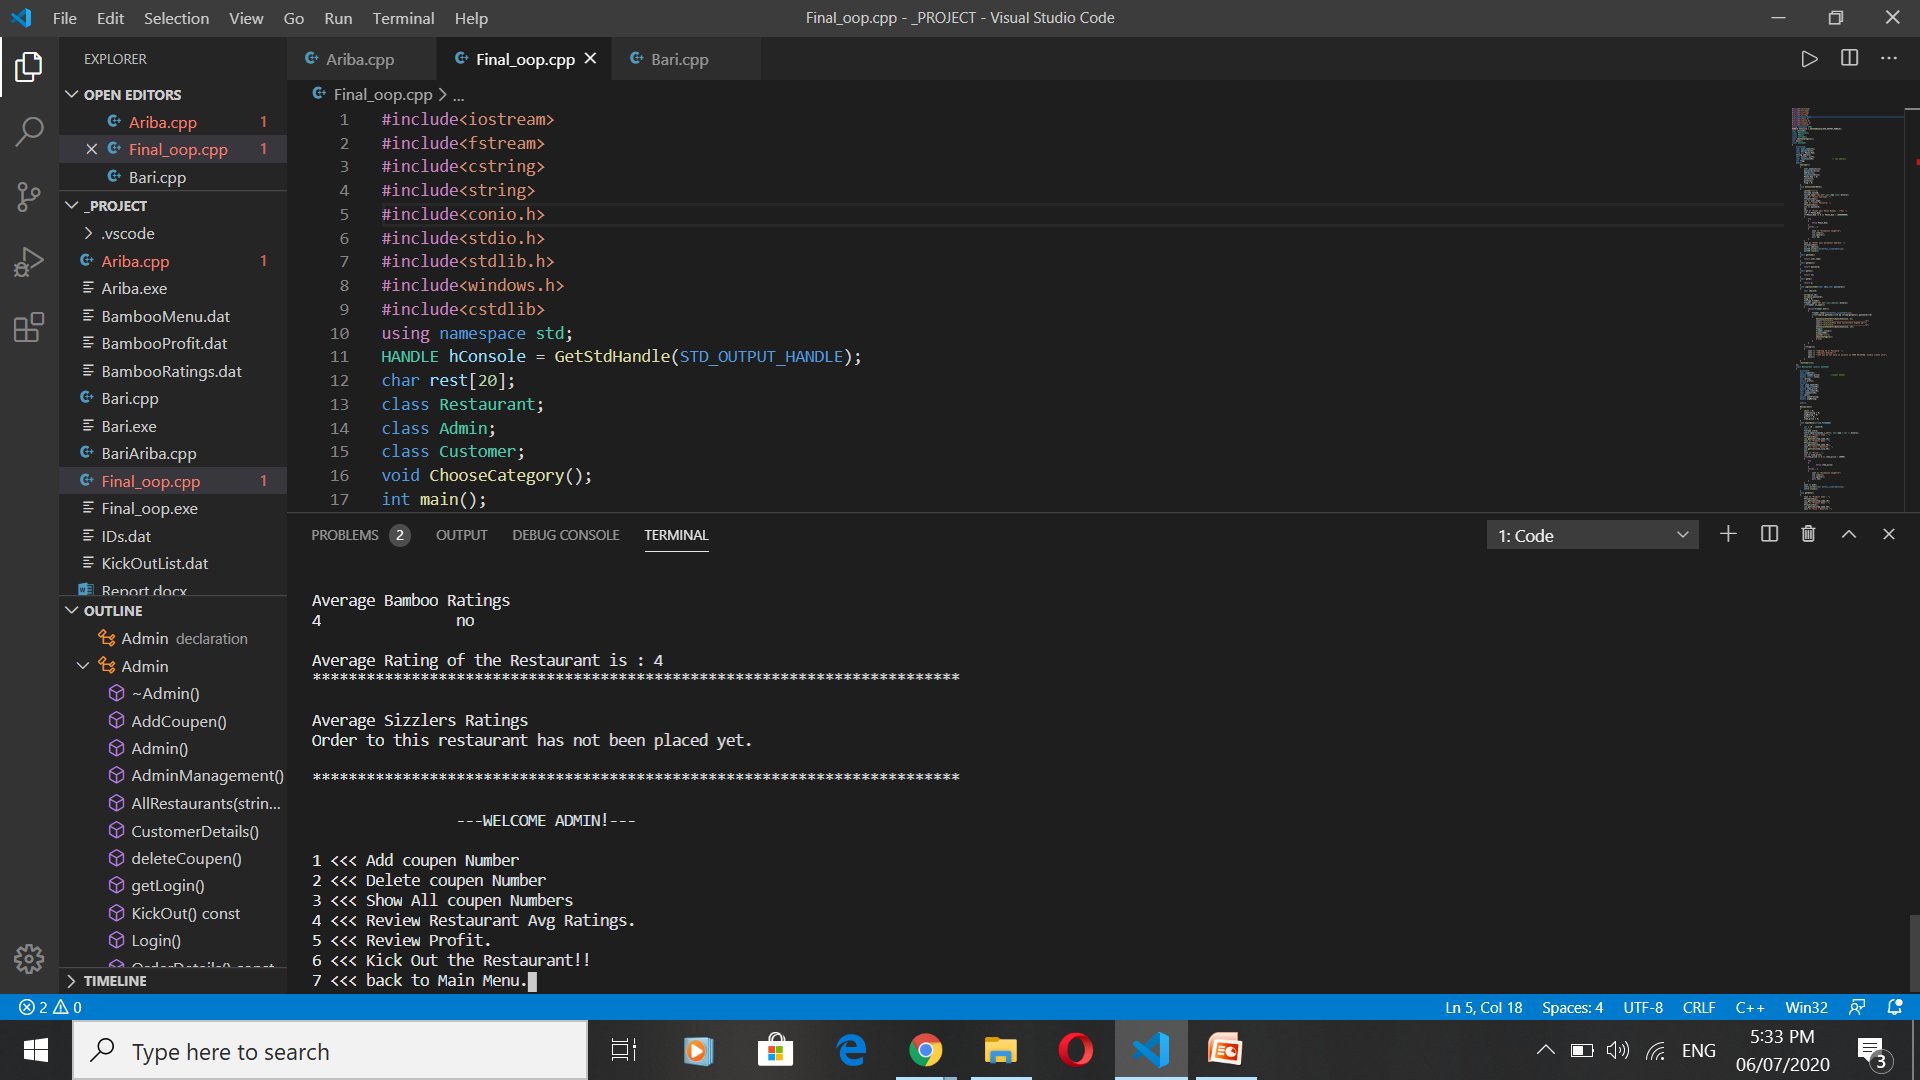 File Edit Selection View Go Run Terminal Help
Final_oop.cpp - _PROJECT - Visual Studio Code
EXPLORER
OPEN EDITORS
Ariba.cpp 1
Final_oop.cpp 1
Bari.cpp
_PROJECT
.vscode
Ariba.cpp 1
Ariba.exe
BambooMenu.dat
BambooProfit.dat
BambooRatings.dat
Bari.cpp
Bari.exe
BariAriba.cpp
Final_oop.cpp 1
Final_oop.exe
IDs.dat
KickOutList.dat
Report.docx
OUTLINE
Admin declaration
Admin
~Admin()
AddCoupen()
Admin()
AdminManagement()
AllRestaurants(strin...
CustomerDetails()
deleteCoupen()
getLogin()
KickOut() const
Login()
OrderDetails() const
TIMELINE
Ariba.cpp Final_oop.cpp Bari.cpp
Final_oop.cpp > ...
1 #include<iostream>
2 #include<fstream>
3 #include<cstring>
4 #include<string>
5 #include<conio.h>
6 #include<stdio.h>
7 #include<stdlib.h>
8 #include<windows.h>
9 #include<cstdlib>
10 using namespace std;
11 HANDLE hConsole = GetStdHandle(STD_OUTPUT_HANDLE);
12 char rest[20];
13 class Restaurant;
14 class Admin;
15 class Customer;
16 void ChooseCategory();
17 int main();
PROBLEMS 2 OUTPUT DEBUG CONSOLE TERMINAL
1: Code
Average Bamboo Ratings
4 no
Average Rating of the Restaurant is : 4
************************************************************************
Average Sizzlers Ratings
Order to this restaurant has not been placed yet.
************************************************************************
---WELCOME ADMIN!---
1 <<< Add coupen Number
2 <<< Delete coupen Number
3 <<< Show All coupen Numbers
4 <<< Review Restaurant Avg Ratings.
5 <<< Review Profit.
6 <<< Kick Out the Restaurant!!
7 <<< back to Main Menu.
2 0
Ln 5, Col 18 Spaces: 4 UTF-8 CRLF C++ Win32
Type here to search
ENG
5:33 PM
06/07/2020
3